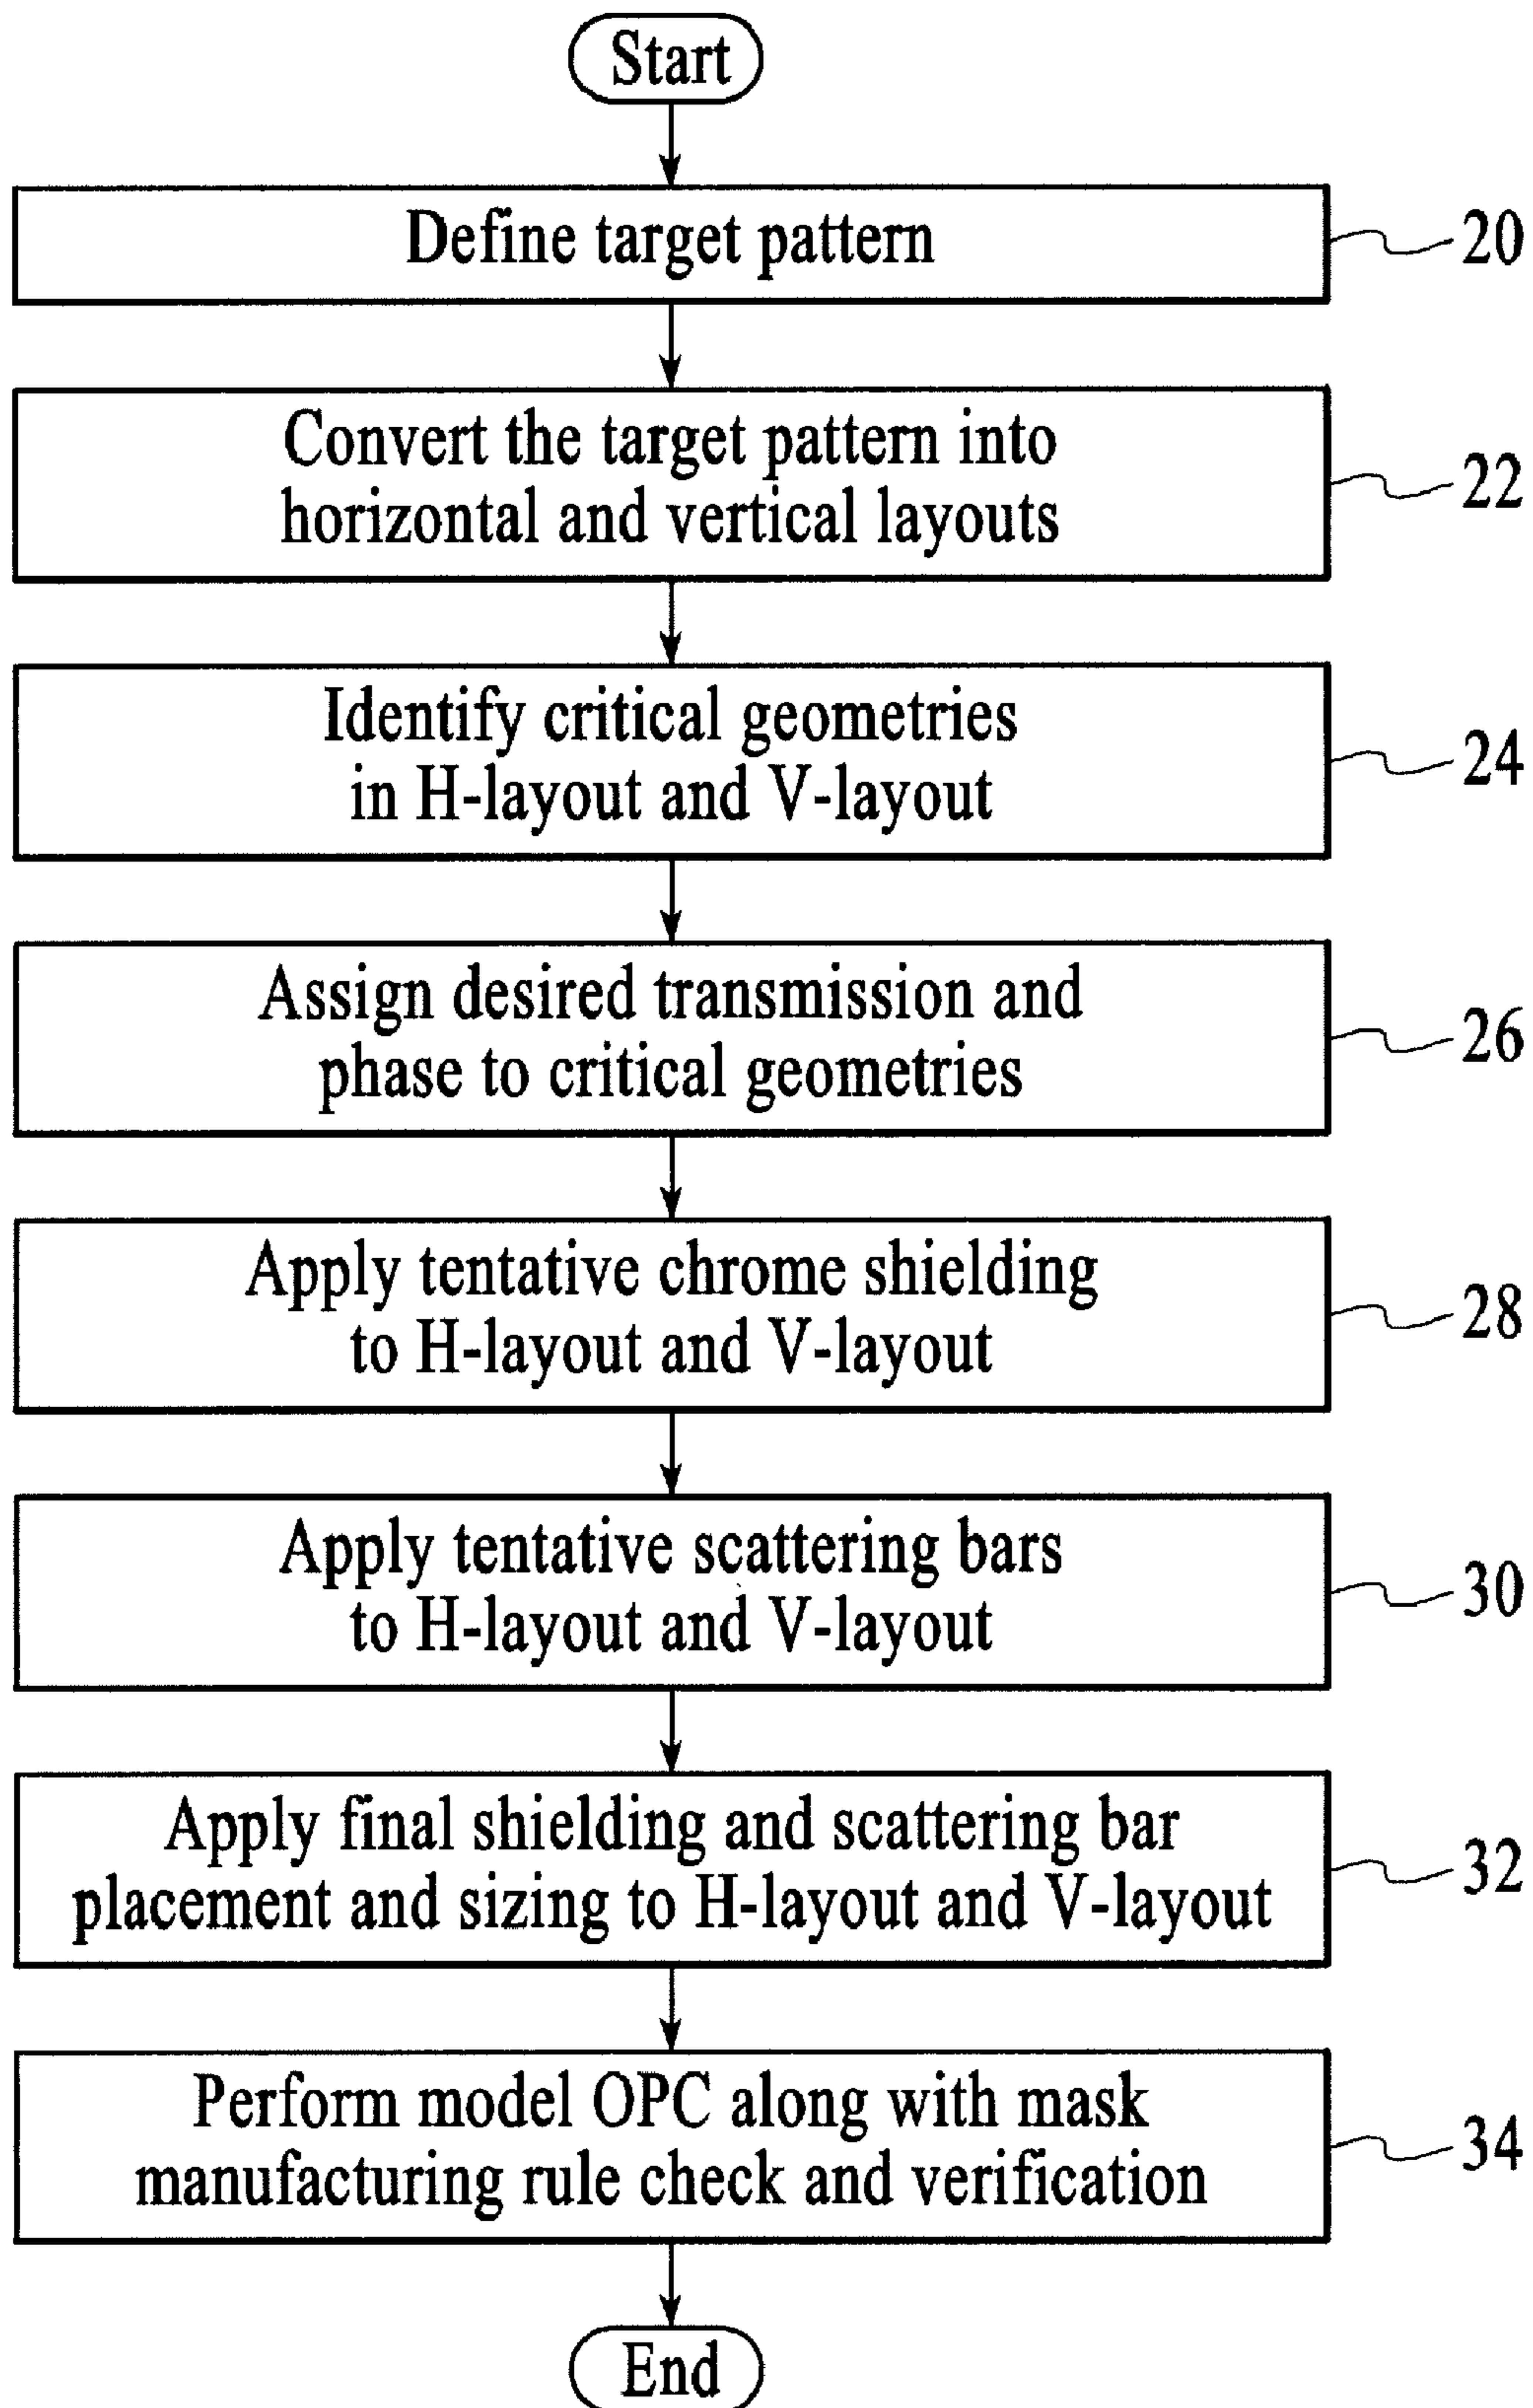 Start
Define target pattern
20
Convert the target pattern into
horizontal and vertical layouts
22
Identify critical geometries
in H-layout and V-layout
24
Assign desired transmission and
phase to critical geometries
26
Apply tentative chrome shielding
to H-layout and V-layout
28
Apply tentative scattering bars
to H-layout and V-layout
30
Apply final shielding and scattering bar
placement and sizing to H-layout and V-layout
32
Perform model OPC along with mask
manufacturing rule check and verification
34
End